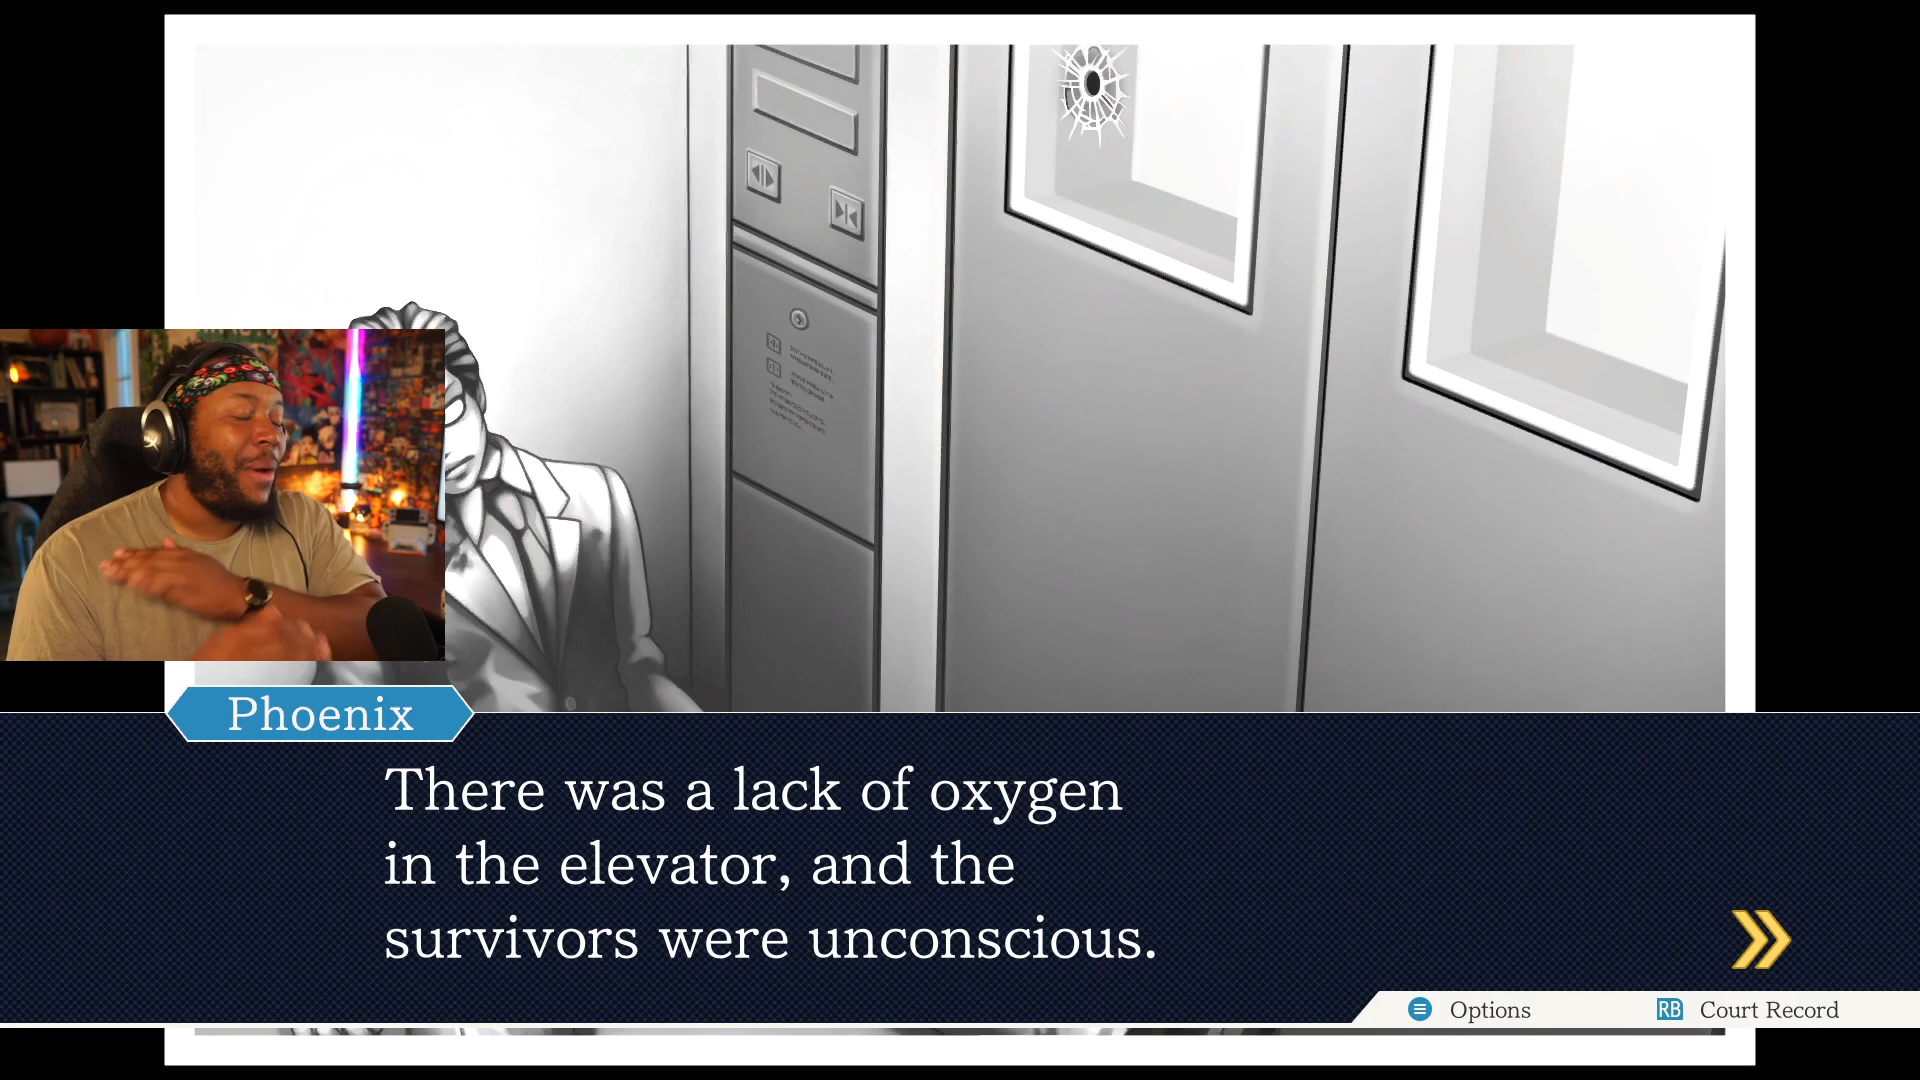 Phoenix
There was a lack of oxygen
in the elevator, and the
survivors were unconscious.
Options
RB Court Record